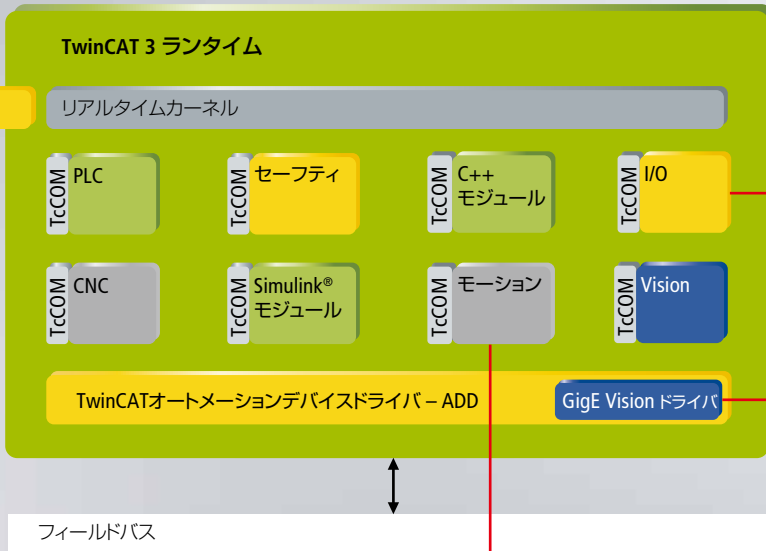 TwinCAT 3 ランタイム
リアルタイムカーネル
TcCOM
PLC
TcCOM
セーフティ
TcCOM
C++
モジュール
TcCOM
I/O
TcCOM
CNC
TcCOM
Simulink®
モジュール
TcCOM
モーション
TcCOM
Vision
TwinCATオートメーションデバイスドライバ – ADD
GigE Vision ドライバ
フィールドバス